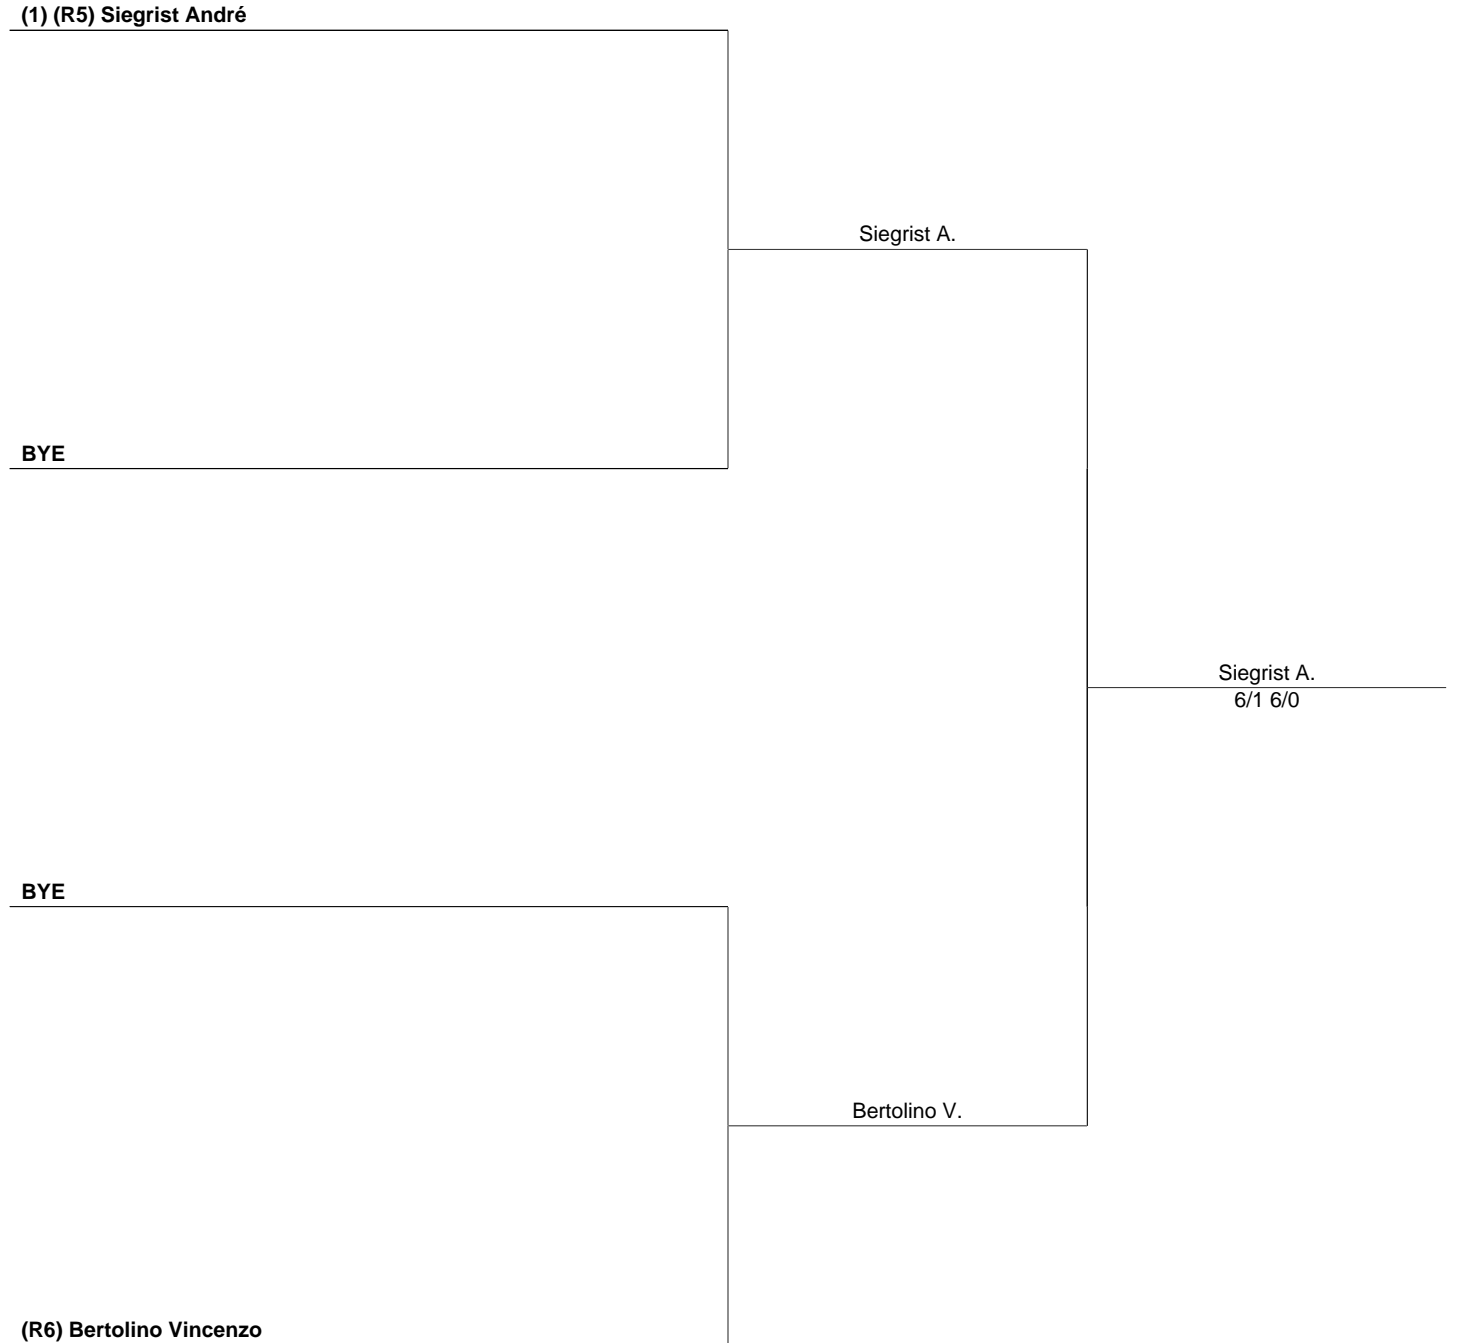 (1) (R5) Siegrist André
Siegrist A.
BYE
Siegrist A.
6/1 6/0
BYE
Bertolino V.
(R6) Bertolino Vincenzo